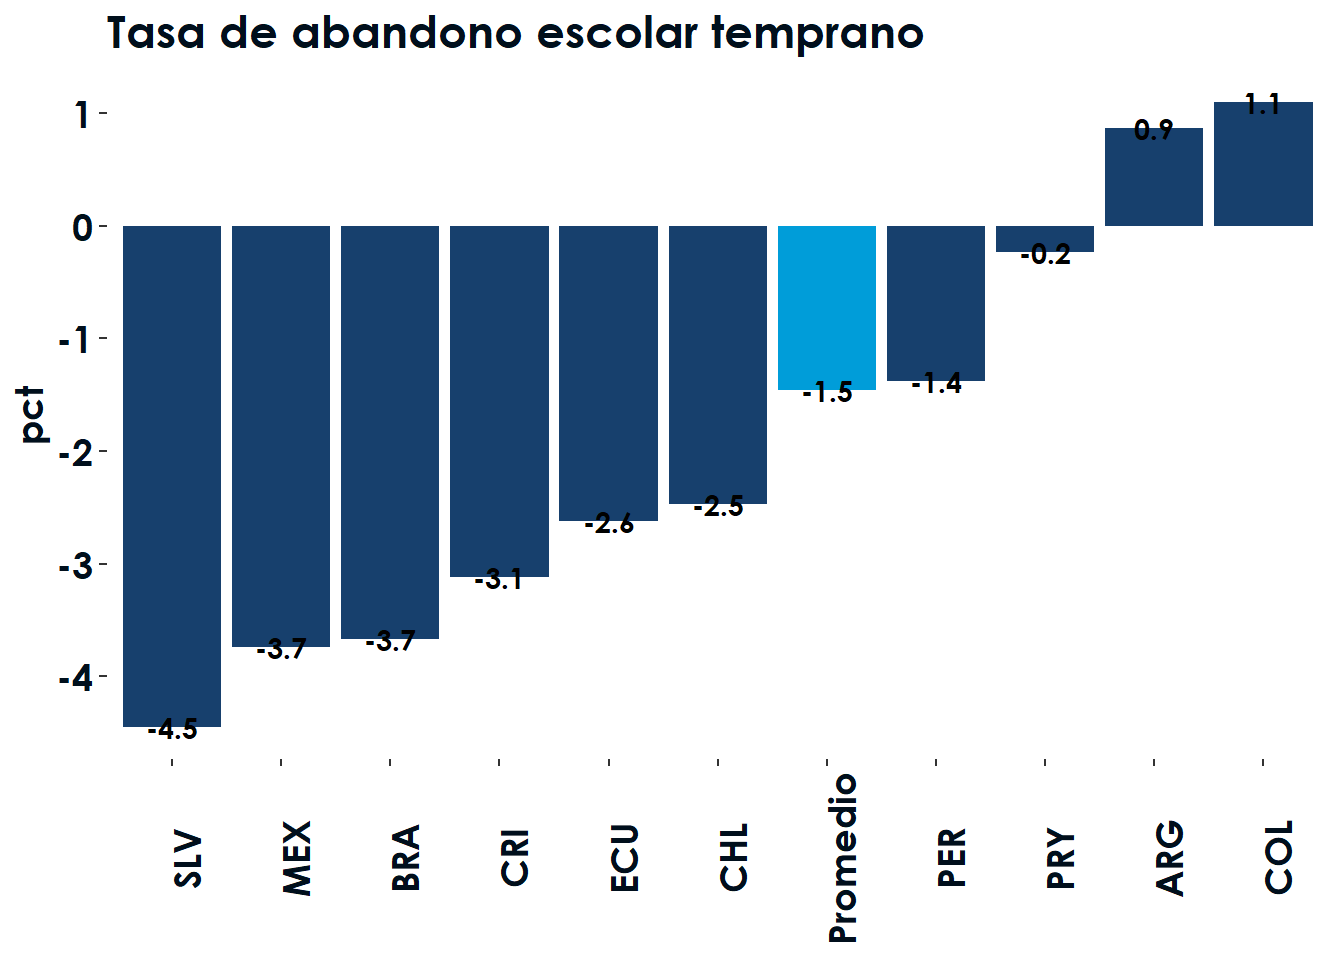 Tasa de abandono escolar temprano
pct
1
0
-1
-2
-3
-4
-4.5
-3.7
-3.7
-3.1
-2.6
-2.5
-1.5
-1.4
-0.2
0.9
1.1
SLV
MEX
BRA
CRI
ECU
CHL
Promedio
PER
PRY
ARG
COL